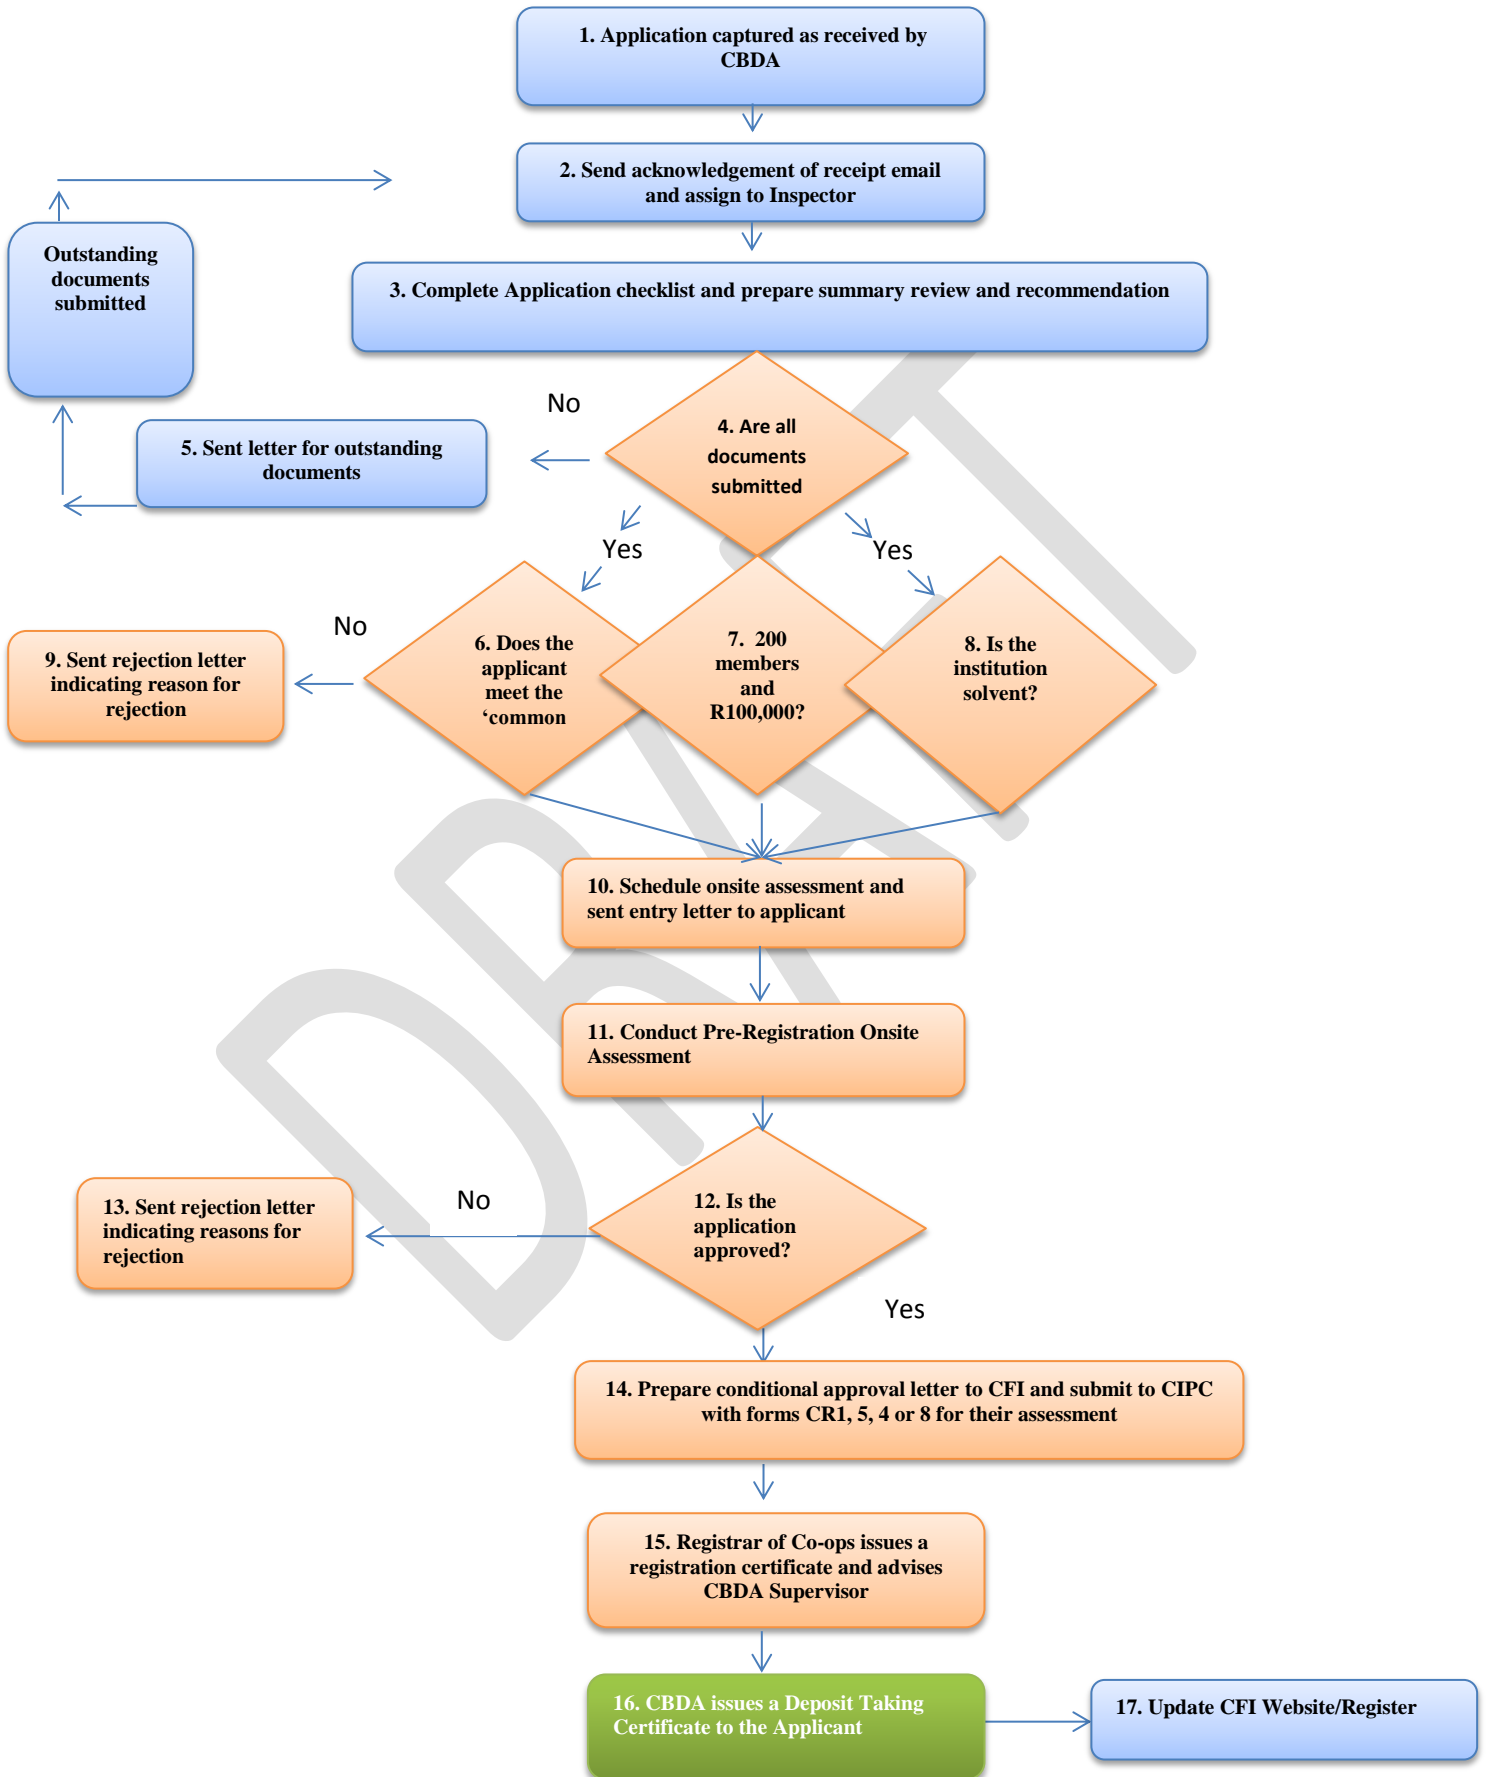 1. Application captured as received by
CBDA
2. Send acknowledgement of receipt email
and assign to Inspector
Outstanding
documents
submitted
3. Complete Application checklist and prepare summary review and recommendation
No
4. Are all
documents
submitted
5. Sent letter for outstanding
documents
Yes
Yes
No
6. Does the
applicant
meet the
‘common
7. 200
members
and
R100,000?
8. Is the
institution
solvent?
9. Sent rejection letter
indicating reason for
rejection
10. Schedule onsite assessment and
sent entry letter to applicant
11. Conduct Pre-Registration Onsite
Assessment
12. Is the
application
approved?
No
13. Sent rejection letter
indicating reasons for
rejection
Yes
14. Prepare conditional approval letter to CFI and submit to CIPC
with forms CR1, 5, 4 or 8 for their assessment
15. Registrar of Co-ops issues a
registration certificate and advises
CBDA Supervisor
16. CBDA issues a Deposit Taking
Certificate to the Applicant
17. Update CFI Website/Register
DRAFT